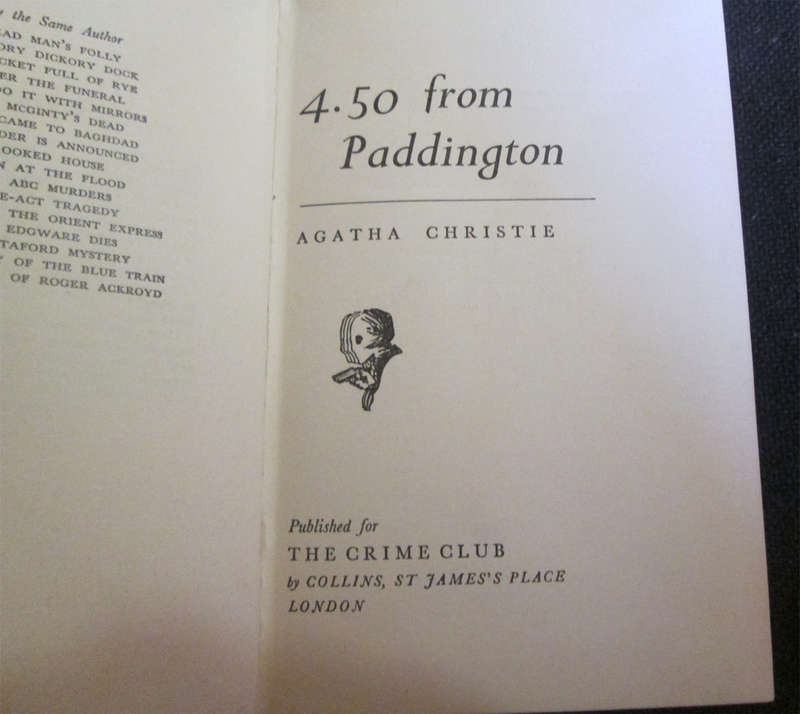 the Same Author
MAN'S FOLLY
DICKORY DOCK
FULL OF RYE
THE FUNERAL
IT WITH MIRRORS
MCGINTY'S DEAD
CAME TO BAGHDAD
IS ANNOUNCED
HOUSE
AT THE FLOOD
ABC MURDERS
TRAGEDY
THE ORIENT EXPRESS
EDGWARE DIES
MYSTERY
OF THE BLUE TRAIN
OF ROGER ACKROYD
4.50 from
Paddington
AGATHA CHRISTIE
Published for
THE CRIME CLUB
by COLLINS, ST JAMES'S PLACE
LONDON